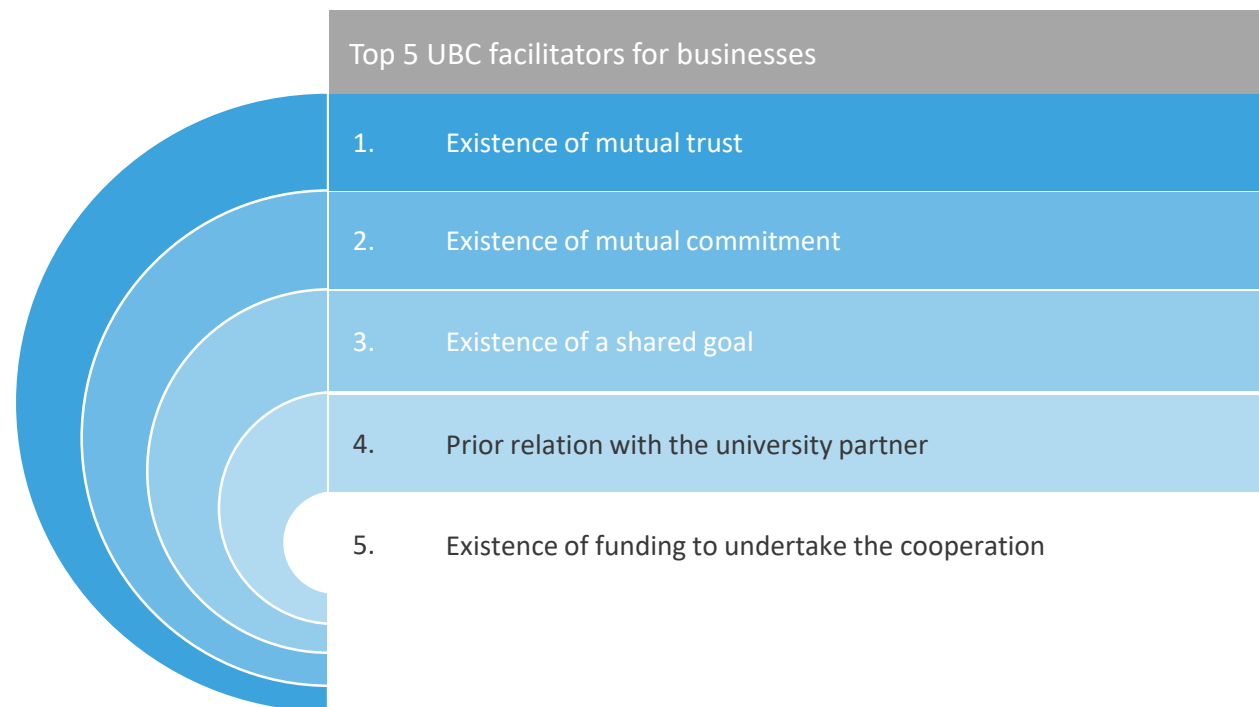 Top 5 UBC facilitators for businesses
1. Existence of mutual trust
2. Existence of mutual commitment
3. Existence of a shared goal
4. Prior relation with the university partner
5. Existence of funding to undertake the cooperation